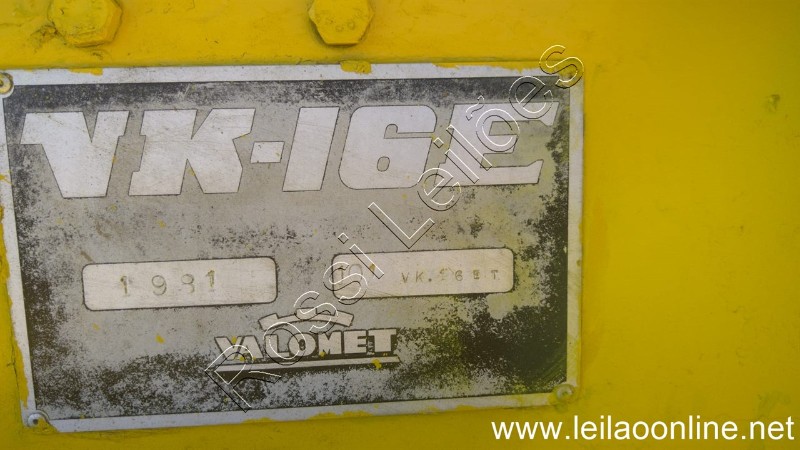 VK-16E
1981
VK.16ET
VALOMET
Rossi Leilões
www.leilaoonline.net